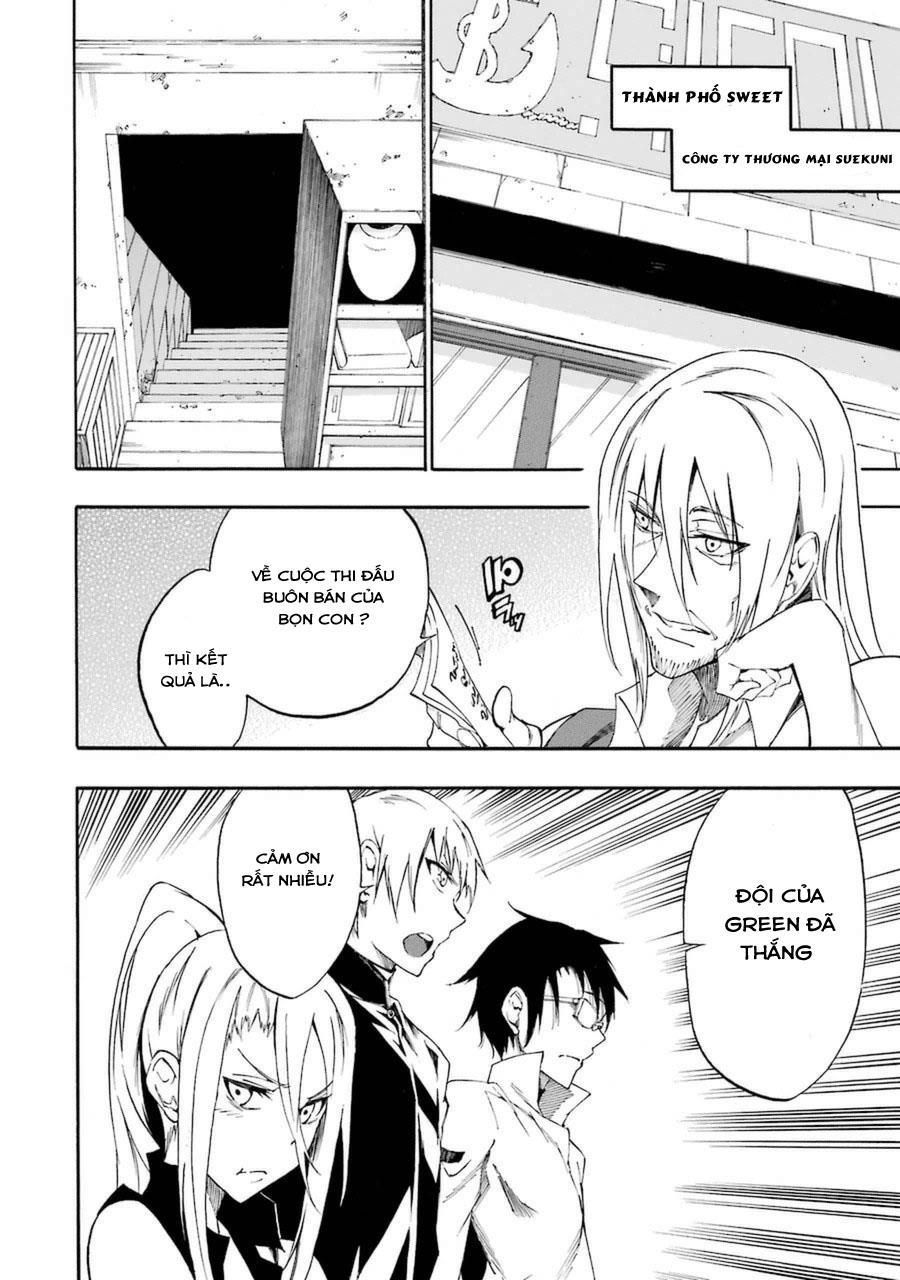 THÀNH PHỐ SWEET
CÔNG TY THƯƠNG MẠI SUEKUNI
VỀ CUỘC THI ĐẤU
BUÔN BÁN CỦA
BỌN CON ?
THÌ KẾT
QUẢ LÃ..
ĐỘI CỦA
GREEN ĐÃ
THẮNG
CẢM ƠN
RẤT NHIỀU!